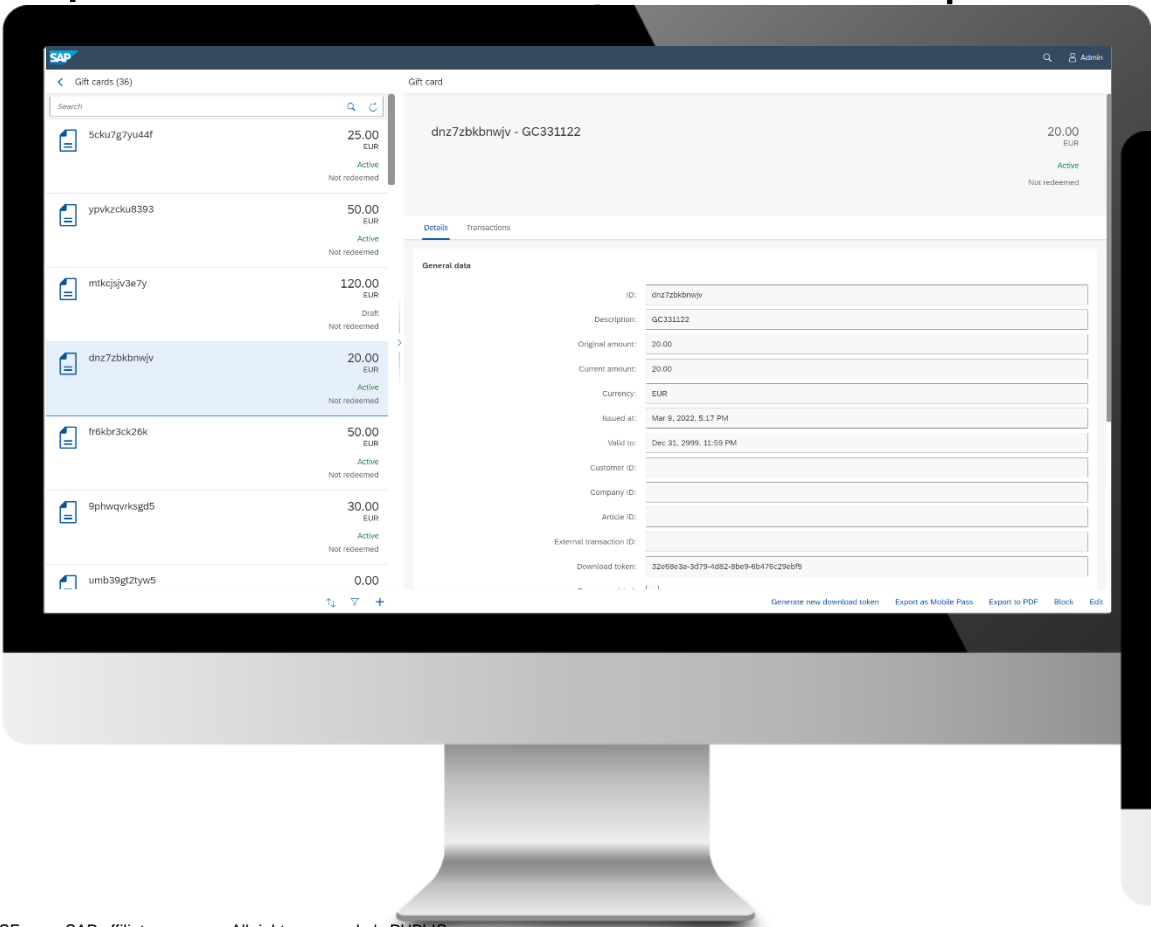 SAP
Admin
Gift cards (36)
Gift card
Search
5cku7g7yu44f
25.00
EUR
Active
Not redeemed
ypvkzcku8393
50.00
EUR
Active
Not redeemed
mtkcjsjv3e7y
120.00
EUR
Draft
Not redeemed
dnz7zbkbnwjv
20.00
EUR
Active
Not redeemed
fr6kbr3ck26k
50.00
EUR
Active
Not redeemed
9phwqvrksgd5
30.00
EUR
Active
Not redeemed
umb39gt2tyw5
0.00
dnz7zbkbnwjv - GC331122
20.00
EUR
Active
Not redeemed
Details Transactions
General data
ID: dnz7zbkbnwjv
Description: GC331122
Original amount: 20.00
Current amount: 20.00
Currency: EUR
Issued at: Mar 9, 2022, 5:17 PM
Valid to: Dec 31, 2999, 11:59 PM
Customer ID:
Company ID:
Article ID:
External transaction ID:
Download token: 32e68e3a-3d79-4d82-8be9-6b476c29ebf5
Generate new download token Export as Mobile Pass Export to PDF Block Edit